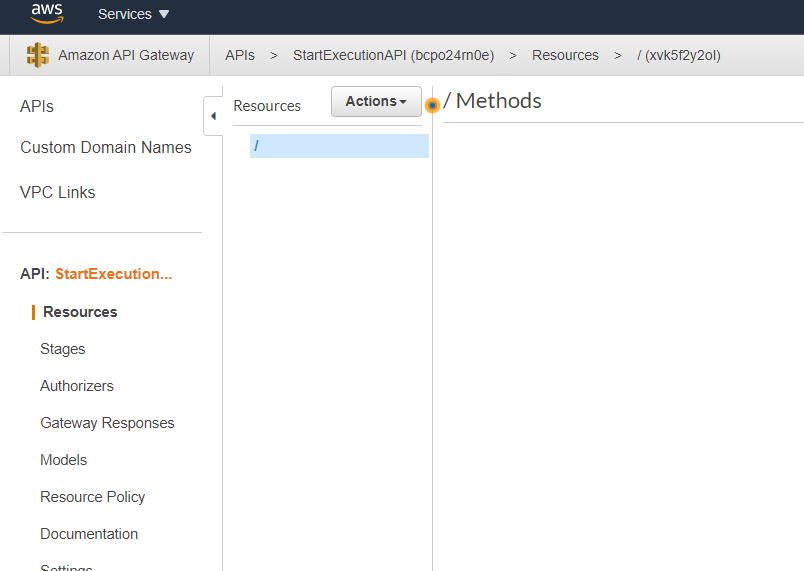 aws
Services
Amazon API Gateway
APIs > StartExecutionAPI (bcpo24rn0e) > Resources > / (xvk5f2y2ol)
APIs
Custom Domain Names
VPC Links
API: StartExecution...
Resources
Stages
Authorizers
Gateway Responses
Models
Resource Policy
Documentation
Settings
Resources
Actions
/
/ Methods